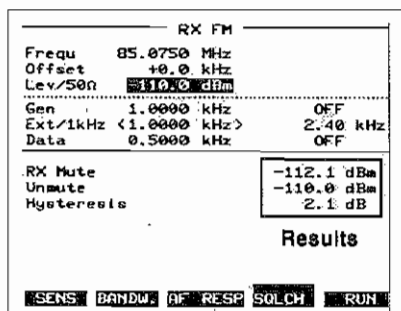 RX FM
Frequ 85.0750 MHz
Offset +0.0 kHz
Lev/50Ω -110.0 dBm
Gen 1.0000 kHz OFF
Ext/1kHz <1.0000 kHz> 2.40 kHz
Data 0.5000 kHz OFF
RX Mute -112.1 dBm
Unmute -110.0 dBm
Hysteresis 2.1 dB
Results
SENS BANDW. AF RESP SQLCH RUN